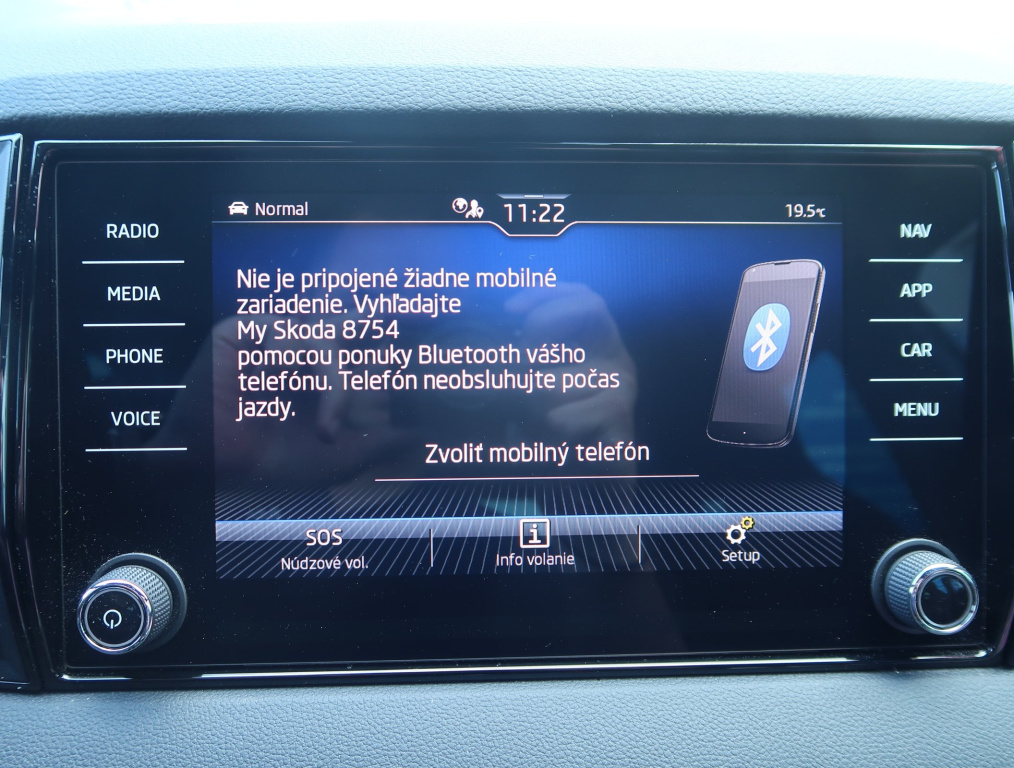 Normal
11:22
19.5°C
RADIO
MEDIA
PHONE
VOICE
NAV
APP
CAR
MENU
Nie je pripojené žiadne mobilné
zariadenie. Vyhľadajte
My Skoda 8754
pomocou ponuky Bluetooth vášho
telefónu. Telefón neobsluhujte počas
jazdy.
Zvoliť mobilný telefón
SOS
Núdzové vol.
i
Info volanie
Setup